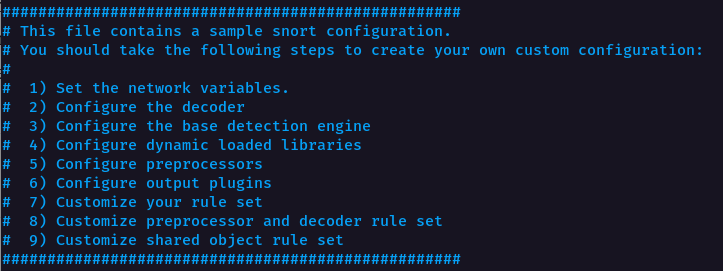 ###################################################
# This file contains a sample snort configuration.
# You should take the following steps to create your own custom configuration:
#
#  1) Set the network variables.
#  2) Configure the decoder
#  3) Configure the base detection engine
#  4) Configure dynamic loaded libraries
#  5) Configure preprocessors
#  6) Configure output plugins
#  7) Customize your rule set
#  8) Customize preprocessor and decoder rule set
#  9) Customize shared object rule set
###################################################